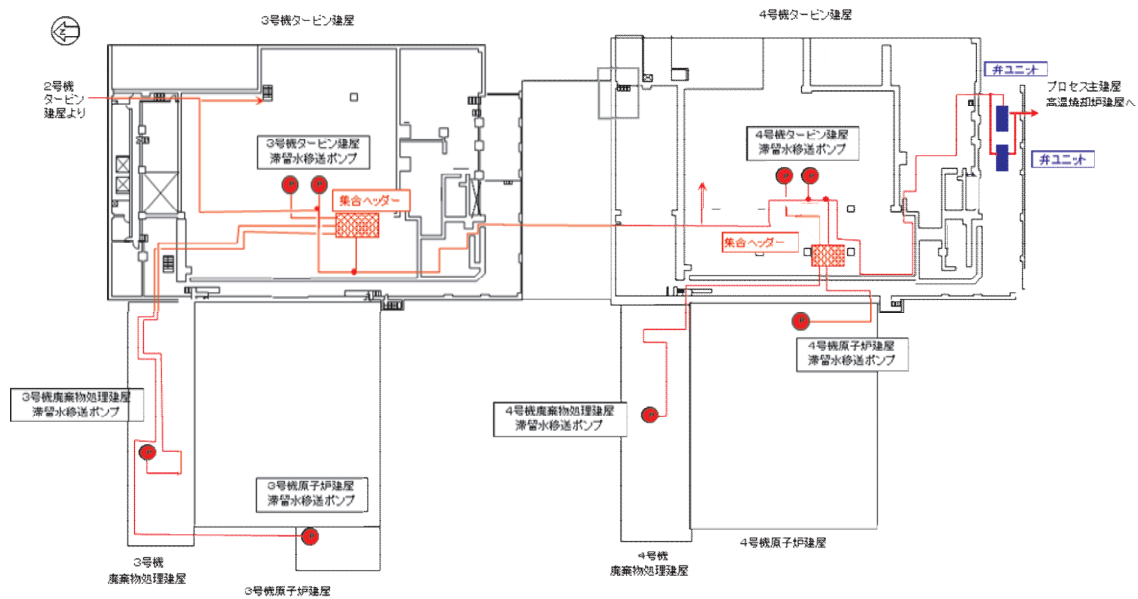 3号機タービン建屋
4号機タービン建屋
N
2号機
タービン
建屋より
弁ユニット
プロセス主建屋
高温焼却炉建屋へ
3号機タービン建屋
滞留水移送ポンプ
4号機タービン建屋
滞留水移送ポンプ
弁ユニット
集合ヘッダー
集合ヘッダー
4号機原子炉建屋
滞留水移送ポンプ
3号機廃棄物処理建屋
滞留水移送ポンプ
4号機廃棄物処理建屋
滞留水移送ポンプ
3号機原子炉建屋
滞留水移送ポンプ
4号機原子炉建屋
3号機
廃棄物処理建屋
4号機
廃棄物処理建屋
3号機原子炉建屋